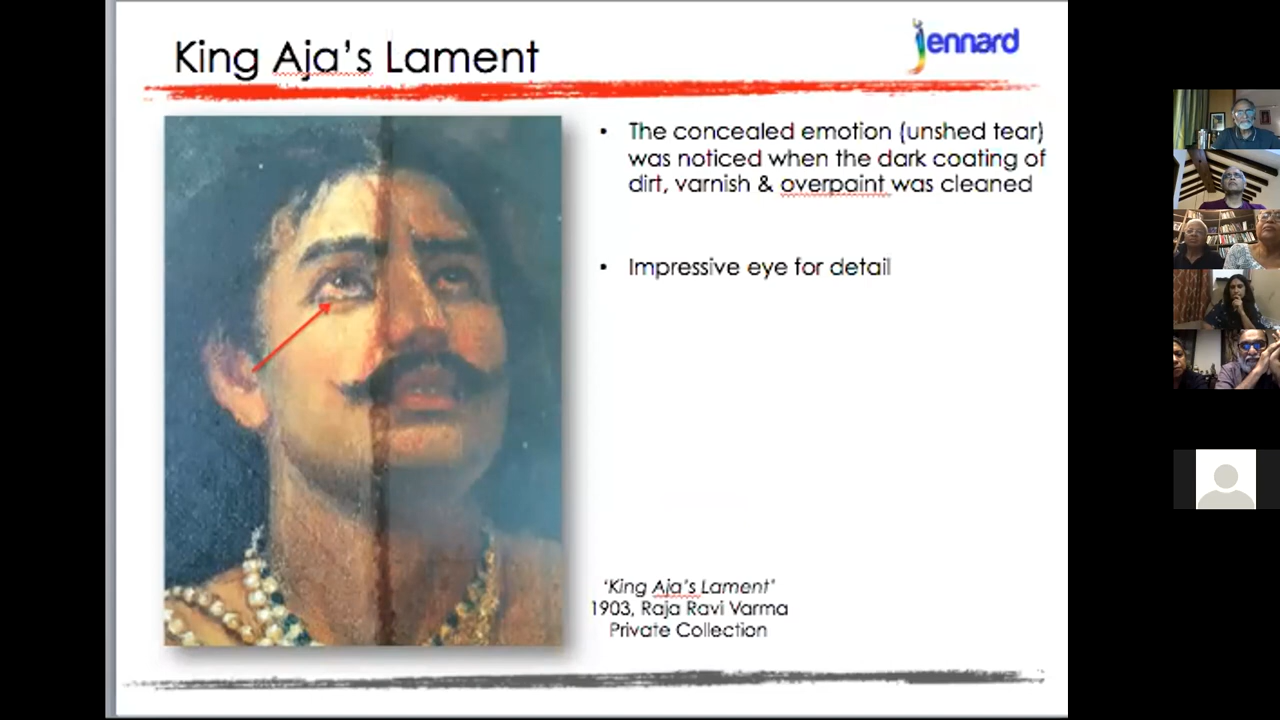 King Aja's Lament
jennard
• The concealed emotion (unshed tear)
was noticed when the dark coating of
dirt, varnish & overpaint was cleaned
• Impressive eye for detail
‘King Aja's Lament’
1903, Raja Ravi Varma
Private Collection